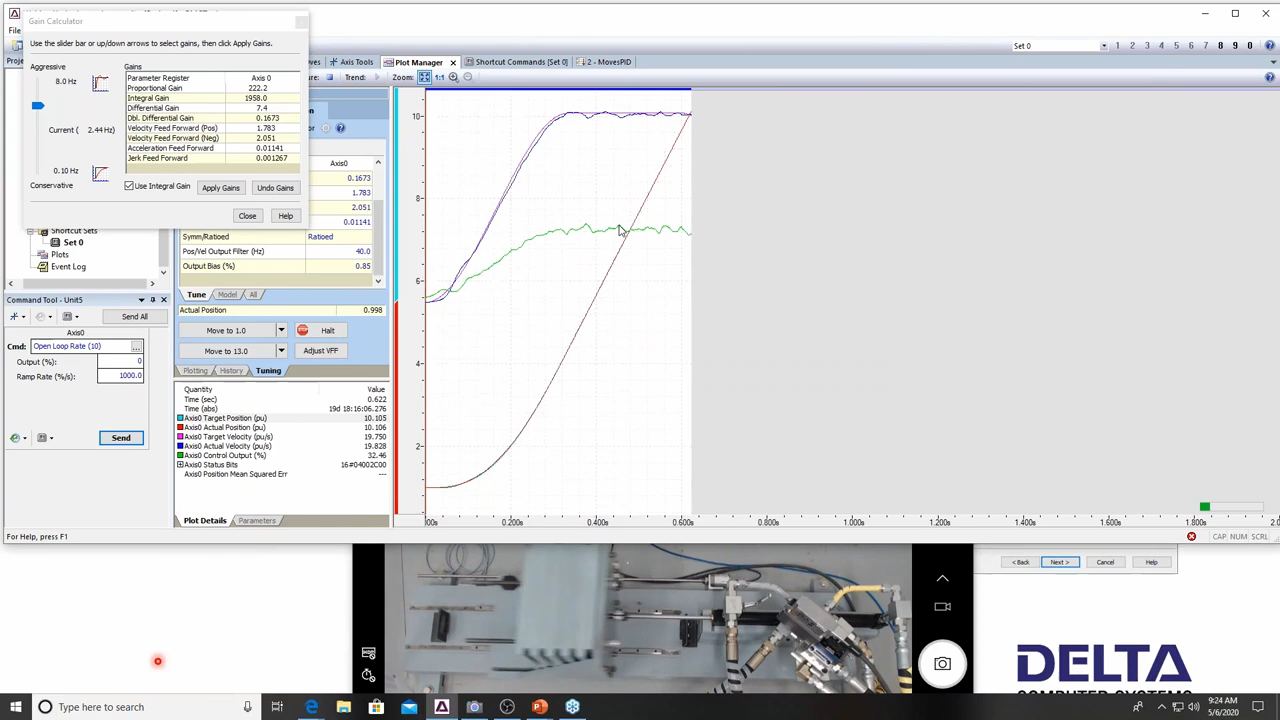 Gain Calculator
Use the slider bar or up/down arrows to select gains, then click Apply Gains.
Aggressive
8.0 Hz
Current ( 2.44 Hz)
0.10 Hz
Conservative
Gains:
Parameter Register Axis 0
Proportional Gain 222.2
Integral Gain 1958.0
Differential Gain 7.4
Dbl. Differential Gain 0.1673
Velocity Feed Forward (Pos) 1.783
Velocity Feed Forward (Neg) 2.051
Acceleration Feed Forward 0.01141
Jerk Feed Forward 0.001267
Use Integral Gain
Apply Gains
Undo Gains
Close
Help
File
Proje
Shortcut Sets
Set 0
Plots
Event Log
Axis Tools
Plot Manager
Shortcut Commands [Set 0]
2 - MovesPID
Set 0
1 2 3 4 5 6 7 8 9 0
Trend:
Zoom:
1:1
Axis0
0.1673
1.783
2.051
0.01141
Symm/Ratioed Ratioed
Pos/Vel Output Filter (Hz) 40.0
Output Bias (%) 0.85
Tune Model All
Actual Position 0.998
Move to 1.0
Halt
Move to 13.0
Adjust VFF
Plotting History Tuning
Command Tool - Unit5
Send All
Axis0
Cmd: Open Loop Rate (10)
...
Output (%): 0
Ramp Rate (%/s): 1000.0
Send
Quantity Value
Time (sec) 0.622
Time (abs) 19d 18:16:06.276
Axis0 Target Position (pu) 10.105
Axis0 Actual Position (pu) 10.106
Axis0 Target Velocity (pu/s) 19.750
Axis0 Actual Velocity (pu/s) 19.828
Axis0 Control Output (%) 32.46
Axis0 Status Bits 16#04002C00
Axis0 Position Mean Squared Err ---
Plot Details Parameters
10
8
6
4
2
0.200s 0.400s 0.600s 0.800s 1.000s 1.200s 1.400s 1.600s 1.800s
For Help, press F1
CAP NUM SCRL
< Back
Next >
Cancel
Help
DELTA
Type here to search
9:24 AM
5/6/2020